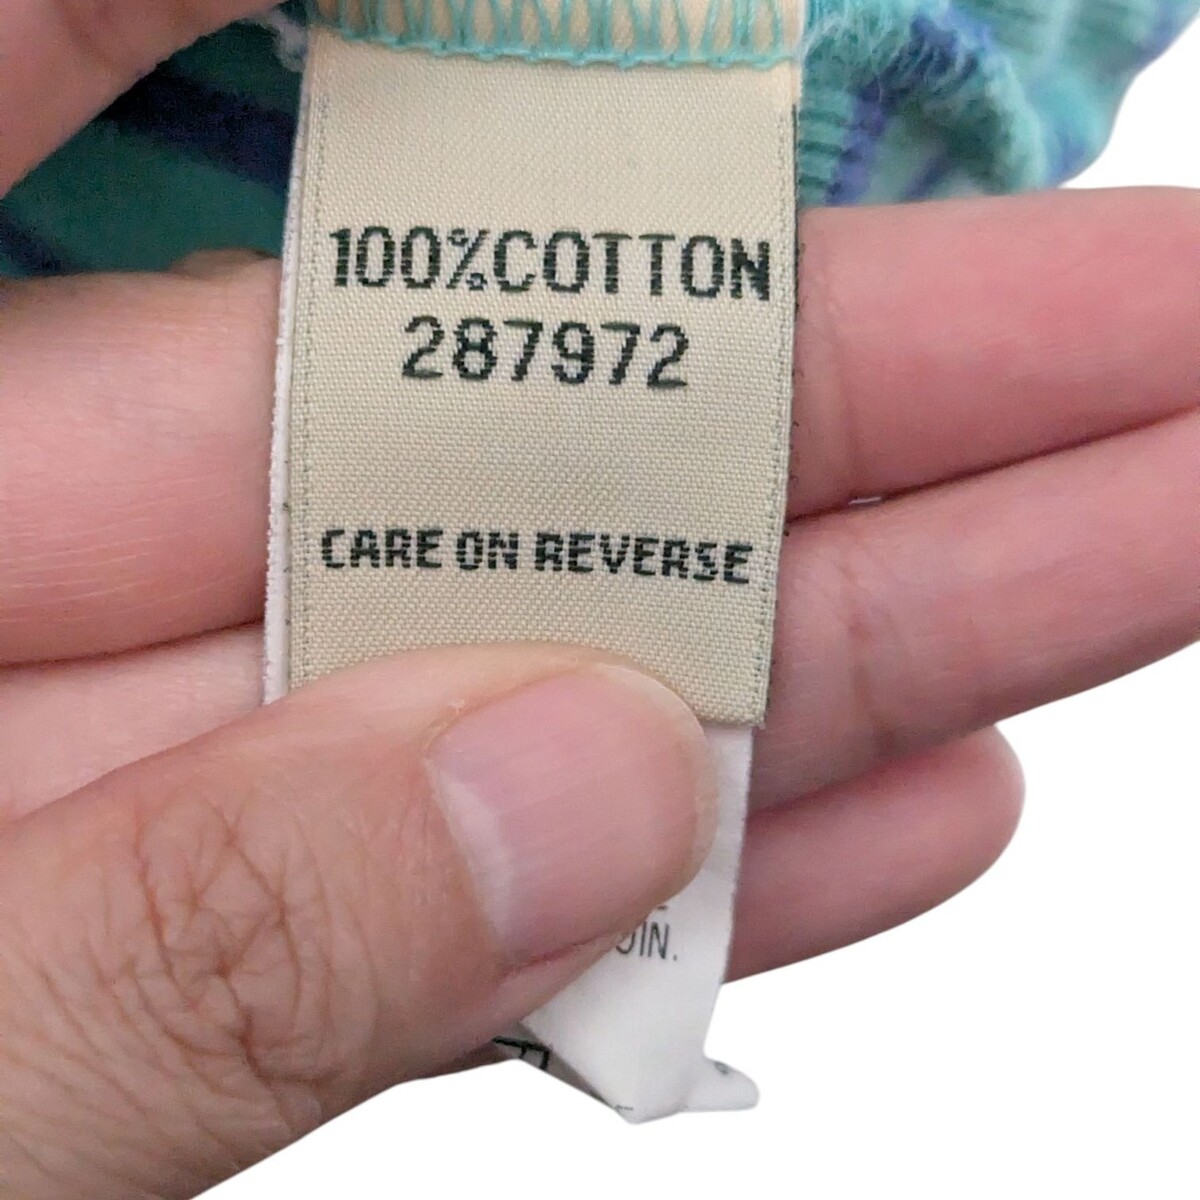 100%COTTON
287972
CARE ON REVERSE